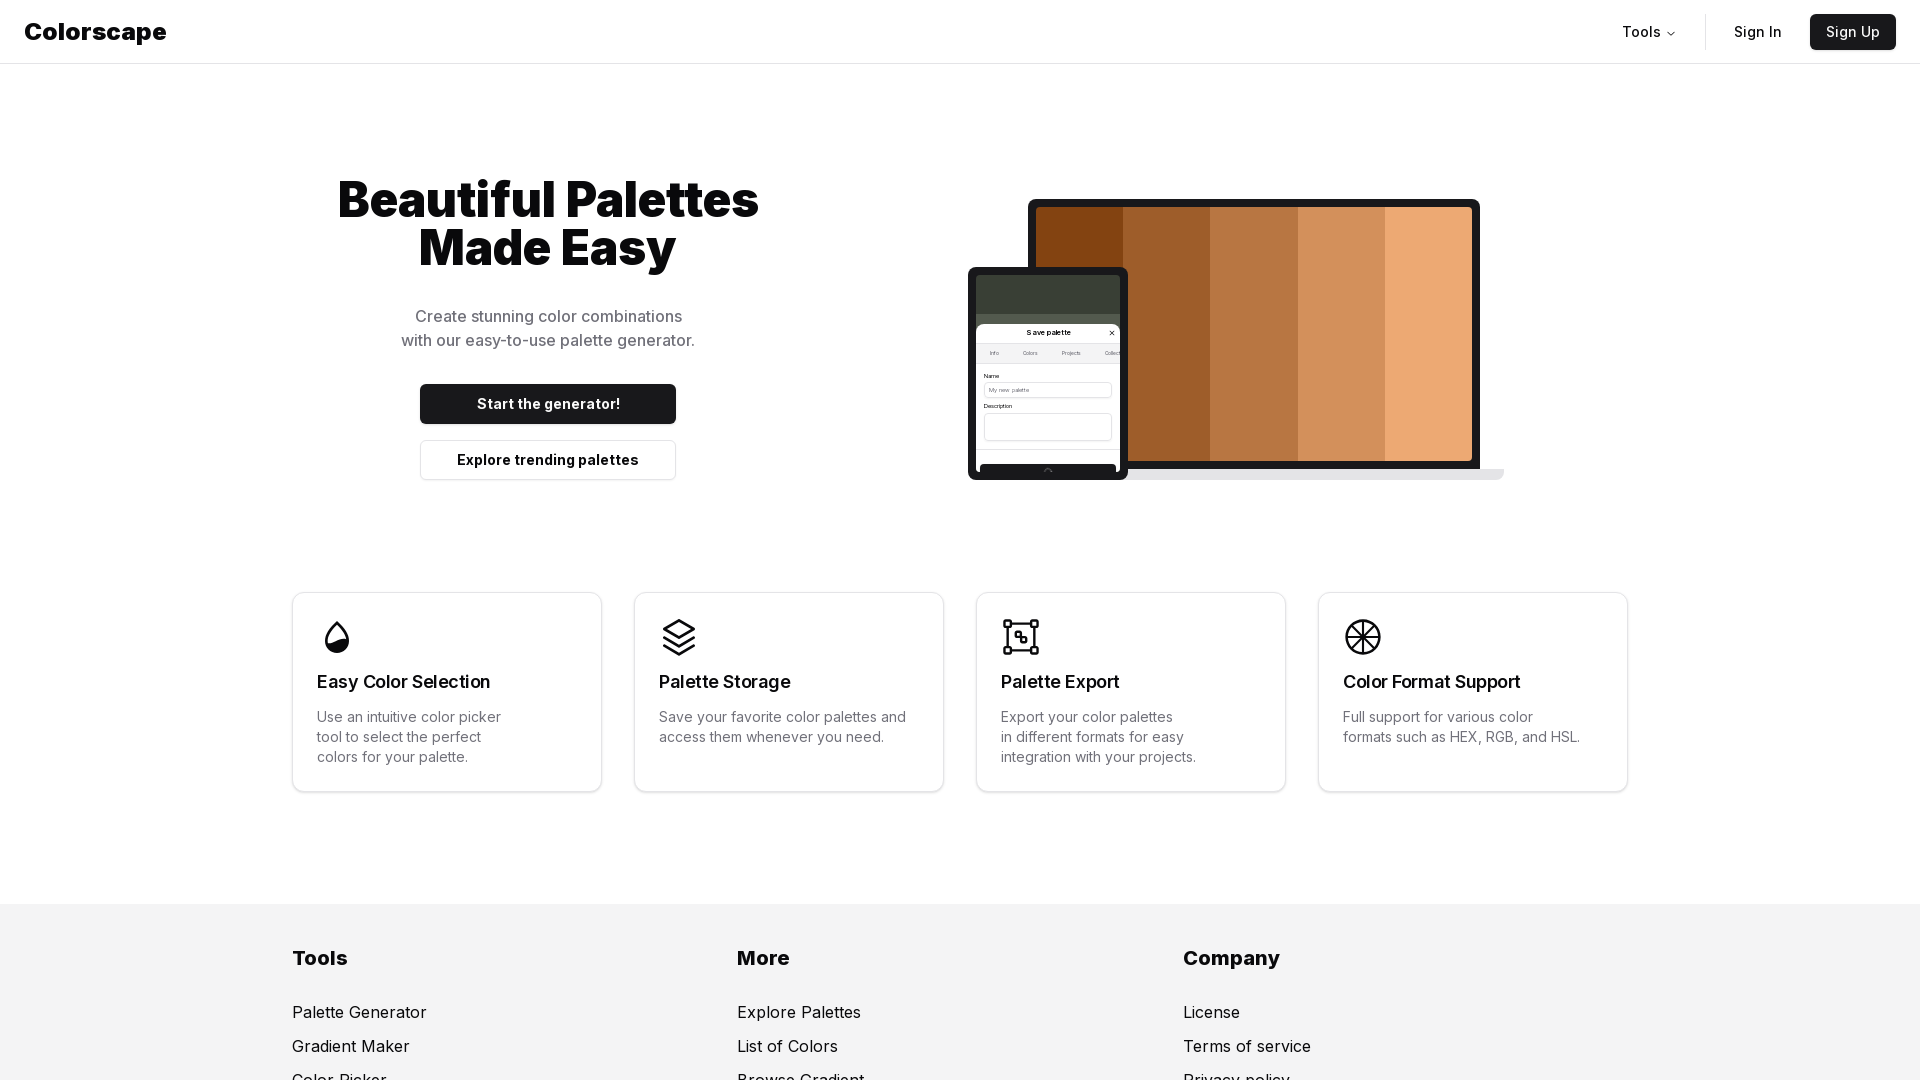 Colorscape
Tools
Sign In
Sign Up
Beautiful Palettes
Made Easy
Create stunning color combinations
with our easy-to-use palette generator.
Start the generator!
Explore trending palettes
Save palette
Info
Colors
Projects
Collect
Name
My new palette
Description
Easy Color Selection
Use an intuitive color picker
tool to select the perfect
colors for your palette.
Palette Storage
Save your favorite color palettes and
access them whenever you need.
Palette Export
Export your color palettes
in different formats for easy
integration with your projects.
Color Format Support
Full support for various color
formats such as HEX, RGB, and HSL.
Tools
Palette Generator
Gradient Maker
Color Picker
More
Explore Palettes
List of Colors
Browse Gradient
Company
License
Terms of service
Privacy policy